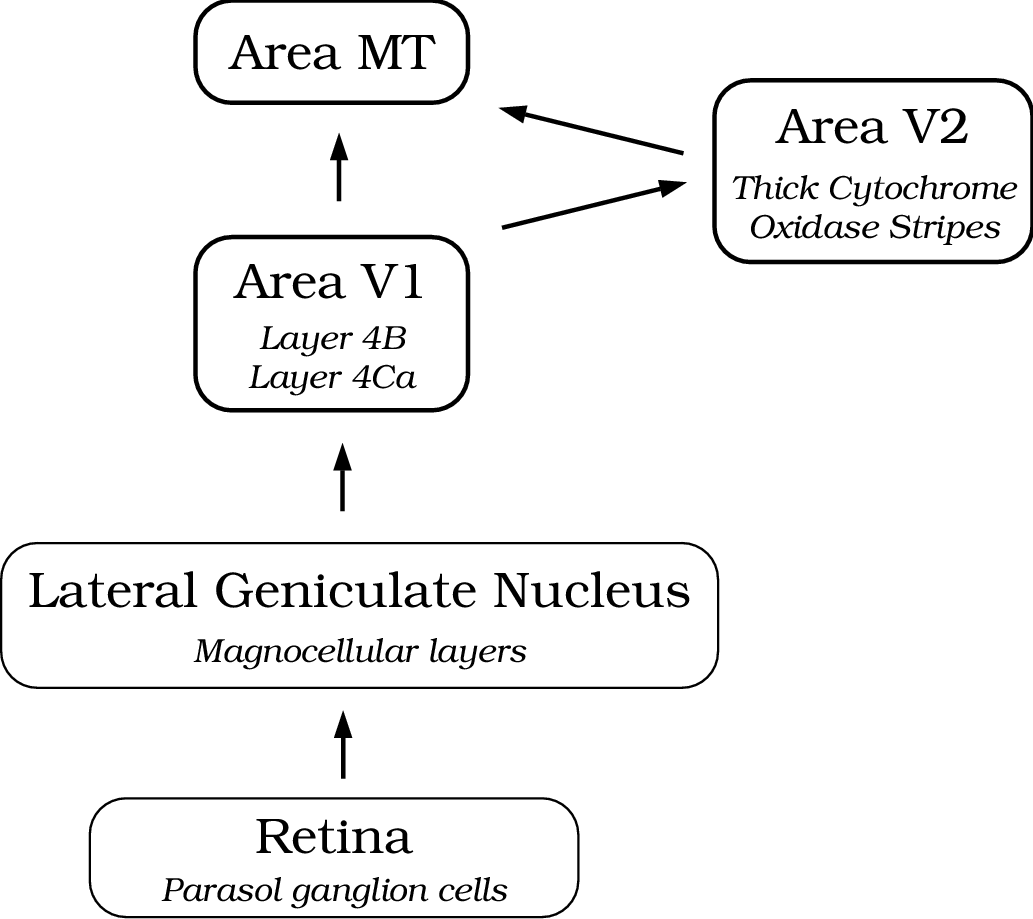 Area MT
Area V2
Thick Cytochrome
Oxidase Stripes
Area V1
Layer 4B
Layer 4Ca
Lateral Geniculate Nucleus
Magnocellular layers
Retina
Parasol ganglion cells